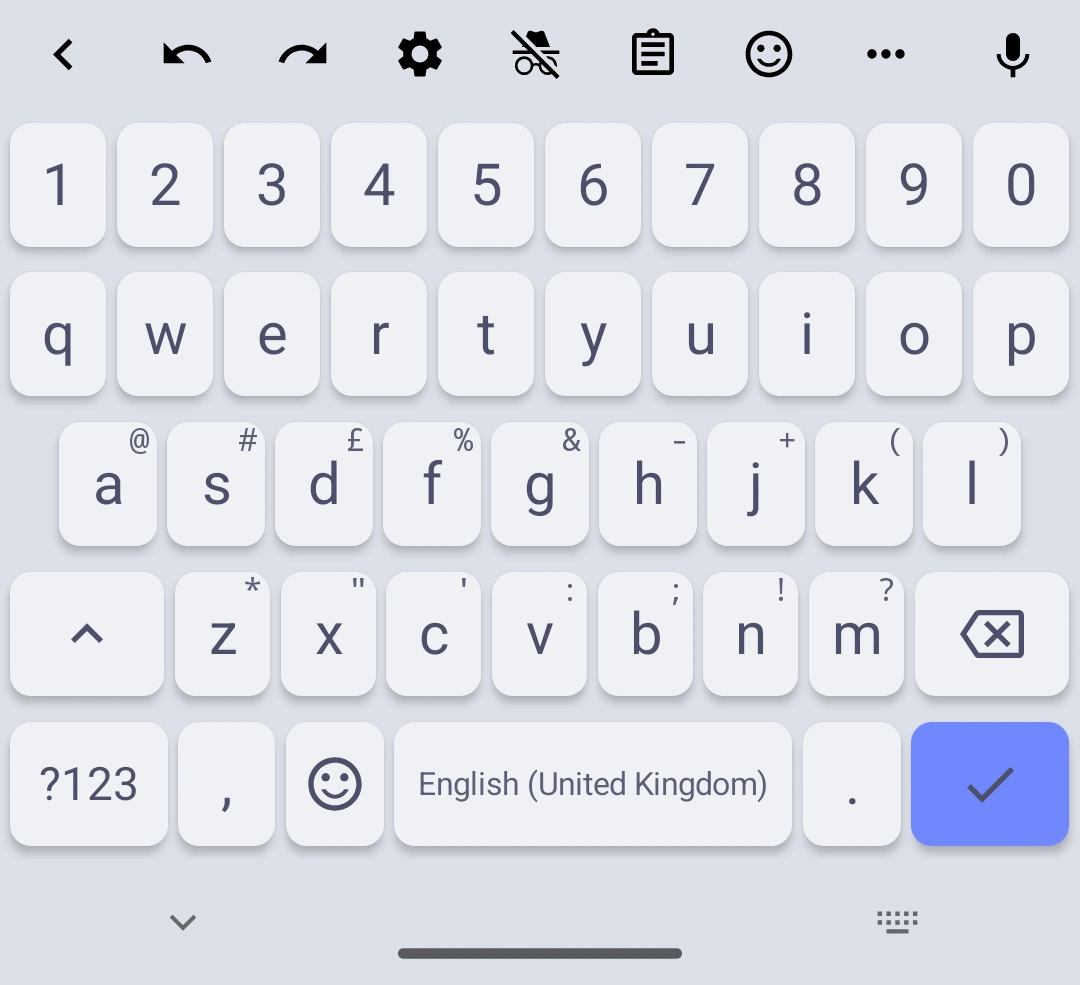 1 2 3 4 5 6 7 8 9 0
q w e r t y u i o p
@ # £ % & - + ( )
a s d f g h j k l
* " ' : ; ! ?
z x c v b n m
?123 , English (United Kingdom) .